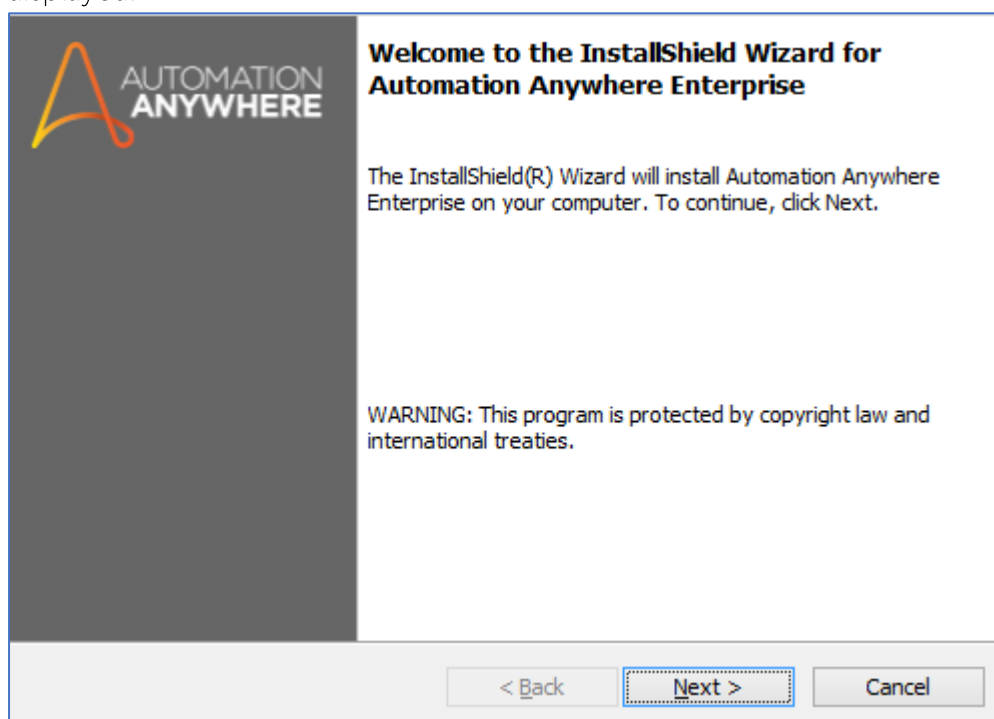 AUTOMATION
ANYWHERE
Welcome to the InstallShield Wizard for
Automation Anywhere Enterprise
The InstallShield(R) Wizard will install Automation Anywhere
Enterprise on your computer. To continue, click Next.
WARNING: This program is protected by copyright law and
international treaties.
< Back Next > Cancel